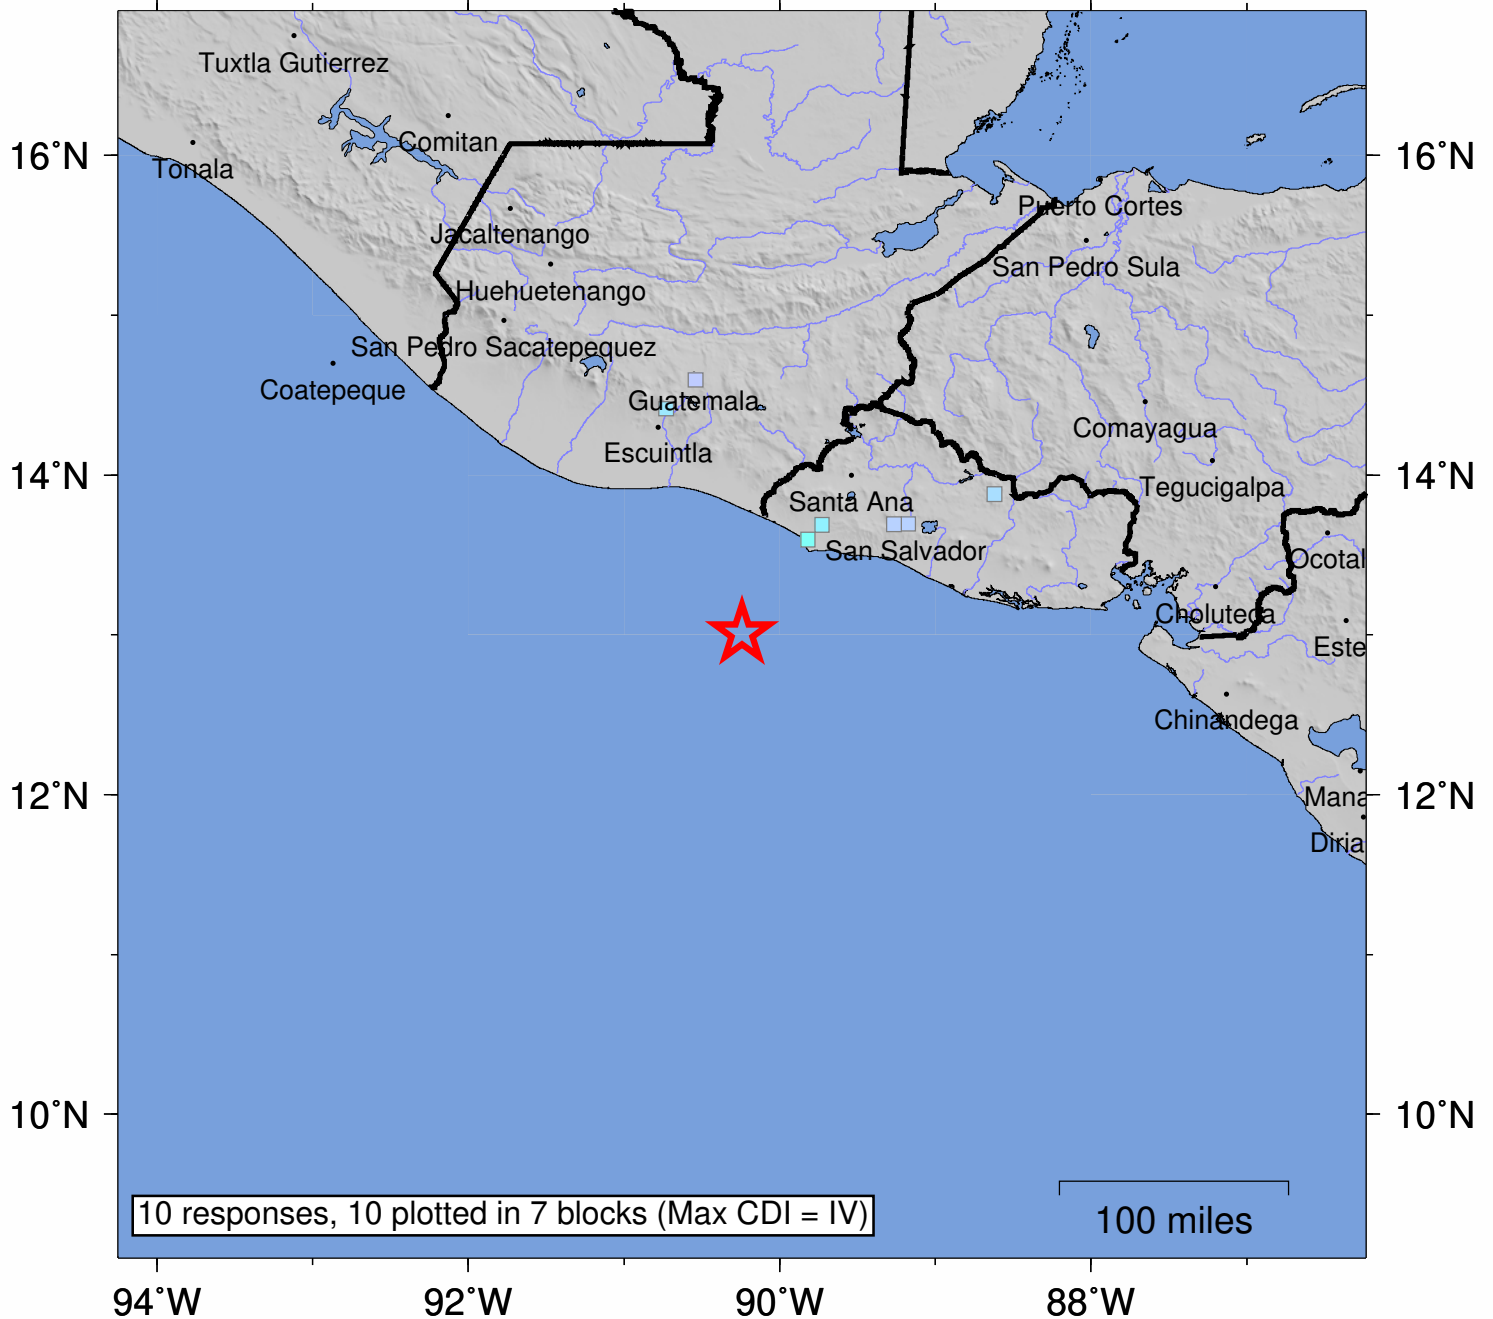 Tuxtla Gutierrez
Comitan
16°N
16°N
Tonala
Puerto Cortes
Jacaltenango
San Pedro Sula
Huehuetenango
San Pedro Sacatepequez
Coatepeque
Guatemala
Comayagua
Escuintla
14°N
14°N
Tegucigalpa
Santa Ana
San Salvador
Ocotal
Choluteca
Este
Chinandega
12°N
12°N
Mana
Diria
10°N
10°N
10 responses, 10 plotted in 7 blocks (Max CDI = IV)
100 miles
94°W
92°W
90°W
88°W